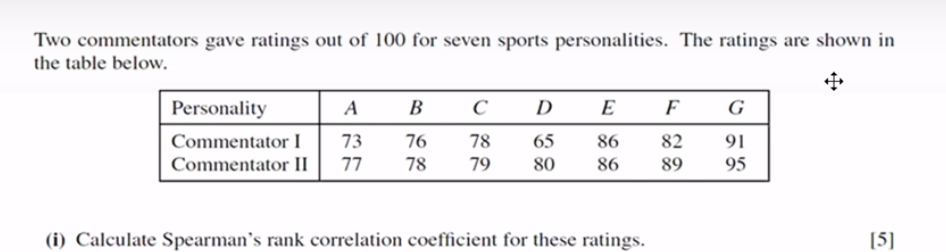 Two commentators gave ratings out of 100 for seven sports personalities. The ratings are shown in
the table below.
Personality A B C D E F G
Commentator I 73 76 78 65 86 82 91
Commentator II 77 78 79 80 86 89 95
(i) Calculate Spearman's rank correlation coefficient for these ratings. [5]